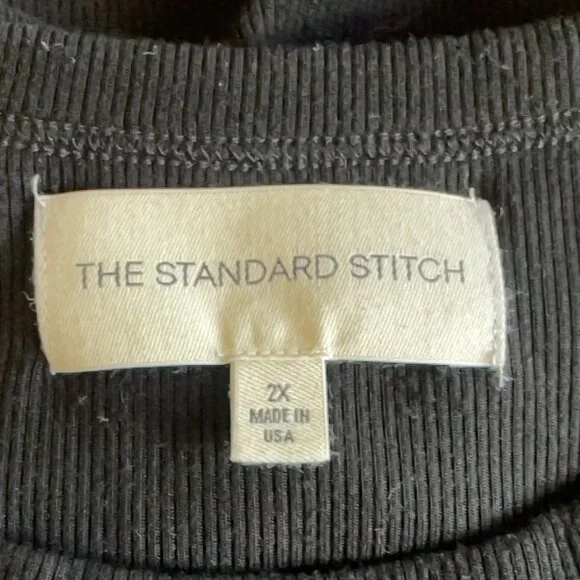 THE STANDARD STITCH
2X
MADE IN
USA